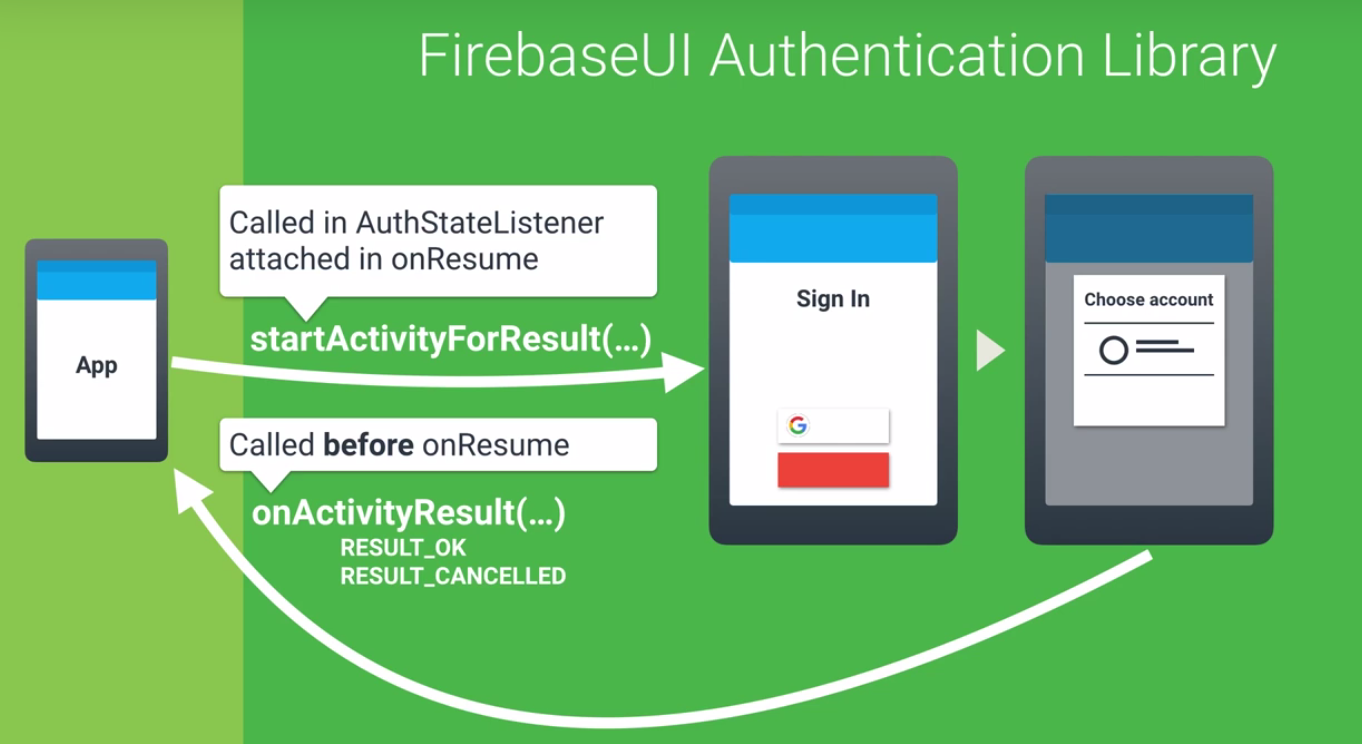 FirebaseUI Authentication Library
Called in AuthStateListener
attached in onResume
startActivityForResult(...)
App
Sign In
Choose account
G
Called before onResume
onActivityResult(...)
RESULT_OK
RESULT_CANCELLED